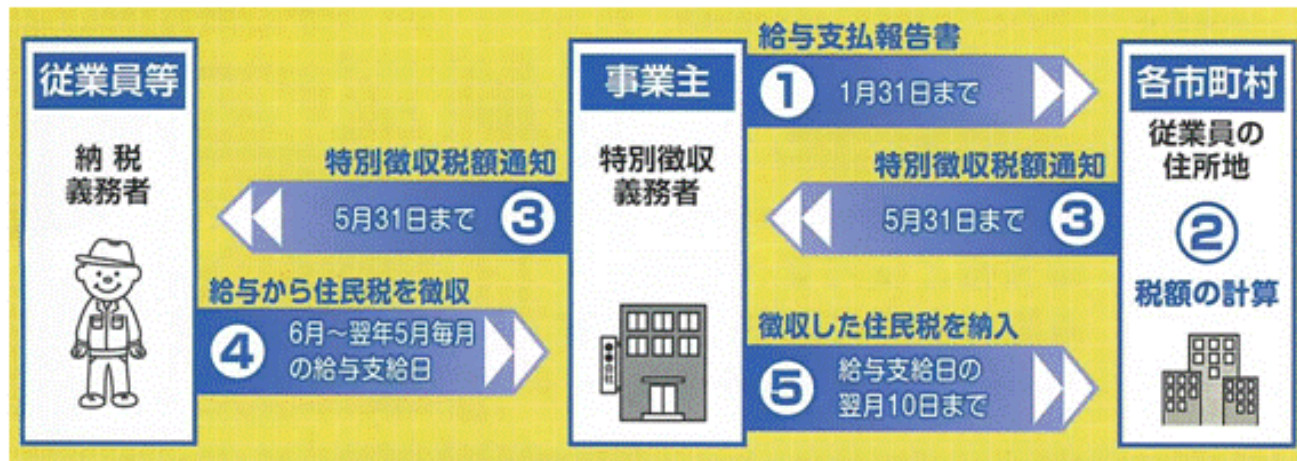 従業員等
納税
義務者
事業主
特別徴収
義務者
各市町村
従業員の
住所地
②
税額の計算
給与支払報告書
① 1月31日まで
特別徴収税額通知
5月31日まで ③
特別徴収税額通知
5月31日まで ③
給与から住民税を徴収
④ 6月～翌年5月毎月
の給与支給日
徴収した住民税を納入
⑤ 給与支給日の
翌月10日まで
●●会社